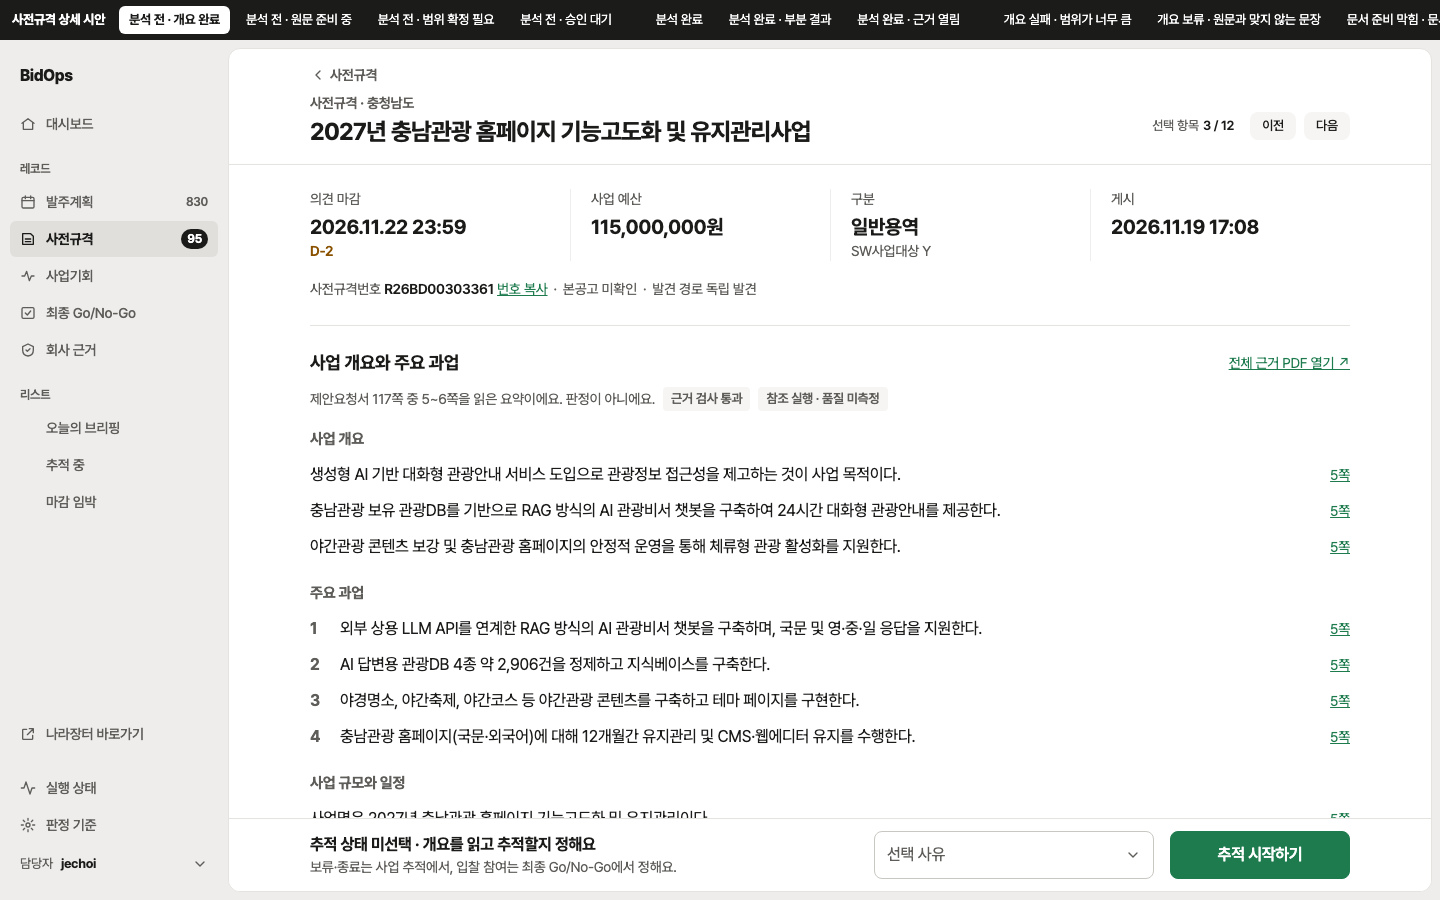 사전규격 상세 시안
분석 전 · 개요 완료
분석 전 · 원문 준비 중
분석 전 · 범위 확정 필요
분석 전 · 승인 대기
분석 완료
분석 완료 · 부분 결과
분석 완료 · 근거 열림
개요 실패 · 범위가 너무 큼
개요 보류 · 원문과 맞지 않는 문장
문서 준비 막힘 ·
BidOps
대시보드
레코드
발주계획 830
사전규격 95
사업기회
최종 Go/No-Go
회사 근거
리스트
오늘의 브리핑
추적 중
마감 임박
나라장터 바로가기
실행 상태
판정 기준
담당자 jechoi
사전규격
사전규격 · 충청남도
2027년 충남관광 홈페이지 기능고도화 및 유지관리사업
선택 항목 3 / 12 이전 다음
의견 마감
2026.11.22 23:59
D-2
사업 예산
115,000,000원
구분
일반용역
SW사업대상 Y
게시
2026.11.19 17:08
사전규격번호 R26BD00303361 번호 복사 · 본공고 미확인 · 발견 경로 독립 발견
사업 개요와 주요 과업 전체 근거 PDF 열기 ↗
제안요청서 117쪽 중 5~6쪽을 읽은 요약이에요. 판정이 아니에요. 근거 검사 통과 참조 실행 · 품질 미측정
사업 개요
생성형 AI 기반 대화형 관광안내 서비스 도입으로 관광정보 접근성을 제고하는 것이 사업 목적이다. 5쪽
충남관광 보유 관광DB를 기반으로 RAG 방식의 AI 관광비서 챗봇을 구축하여 24시간 대화형 관광안내를 제공한다. 5쪽
야간관광 콘텐츠 보강 및 충남관광 홈페이지의 안정적 운영을 통해 체류형 관광 활성화를 지원한다. 5쪽
주요 과업
1 외부 상용 LLM API를 연계한 RAG 방식의 AI 관광비서 챗봇을 구축하며, 국문 및 영·중·일 응답을 지원한다. 5쪽
2 AI 답변용 관광DB 4종 약 2,906건을 정제하고 지식베이스를 구축한다. 5쪽
3 야경명소, 야간축제, 야간코스 등 야간관광 콘텐츠를 구축하고 테마 페이지를 구현한다. 5쪽
4 충남관광 홈페이지(국문·외국어)에 대해 12개월간 유지관리 및 CMS·웹에디터 유지를 수행한다. 5쪽
사업 규모와 일정
사업명은 2027년 충남관광 홈페이지 기능고도화 및 유지관리이다. 5쪽
추적 상태 미선택 · 개요를 읽고 추적할지 정해요
보류·종료는 사업 추적에서, 입찰 참여는 최종 Go/No-Go에서 정해요.
선택 사유
추적 시작하기